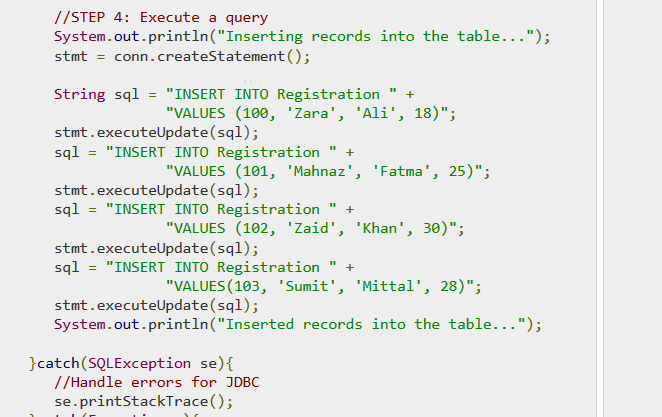 //STEP 4: Execute a query
System.out.println("Inserting records into the table...");
stmt = conn.createStatement();
String sql = "INSERT INTO Registration " +
"VALUES (100, 'Zara', 'Ali', 18)";
stmt.executeUpdate(sql);
sql = "INSERT INTO Registration " +
"VALUES (101, 'Mahnaz', 'Fatma', 25)";
stmt.executeUpdate(sql);
sql = "INSERT INTO Registration " +
"VALUES (102, 'Zaid', 'Khan', 30)";
stmt.executeUpdate(sql);
sql = "INSERT INTO Registration " +
"VALUES(103, 'Sumit', 'Mittal', 28)";
stmt.executeUpdate(sql);
System.out.println("Inserted records into the table...");
}catch(SQLException se){
//Handle errors for JDBC
se.printStackTrace();